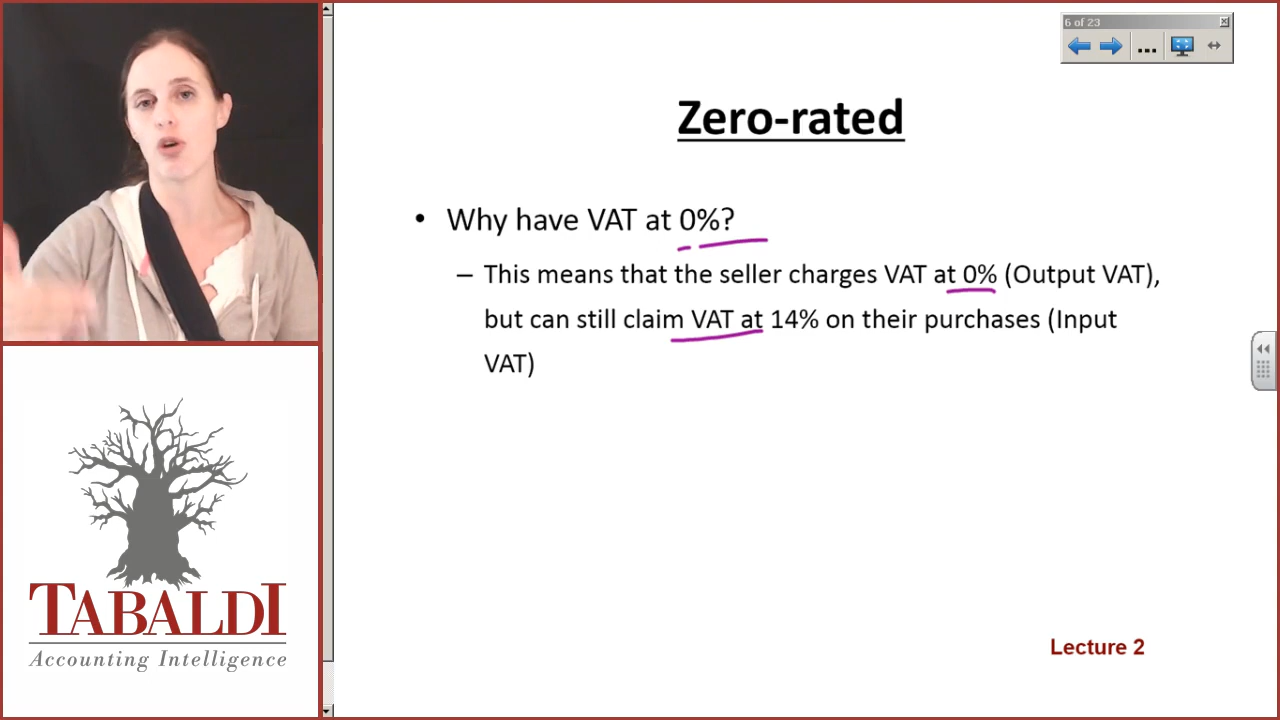 6 of 23
Zero-rated
• Why have VAT at 0%?
– This means that the seller charges VAT at 0% (Output VAT),
but can still claim VAT at 14% on their purchases (Input
VAT)
TABALDI
Accounting Intelligence
Lecture 2